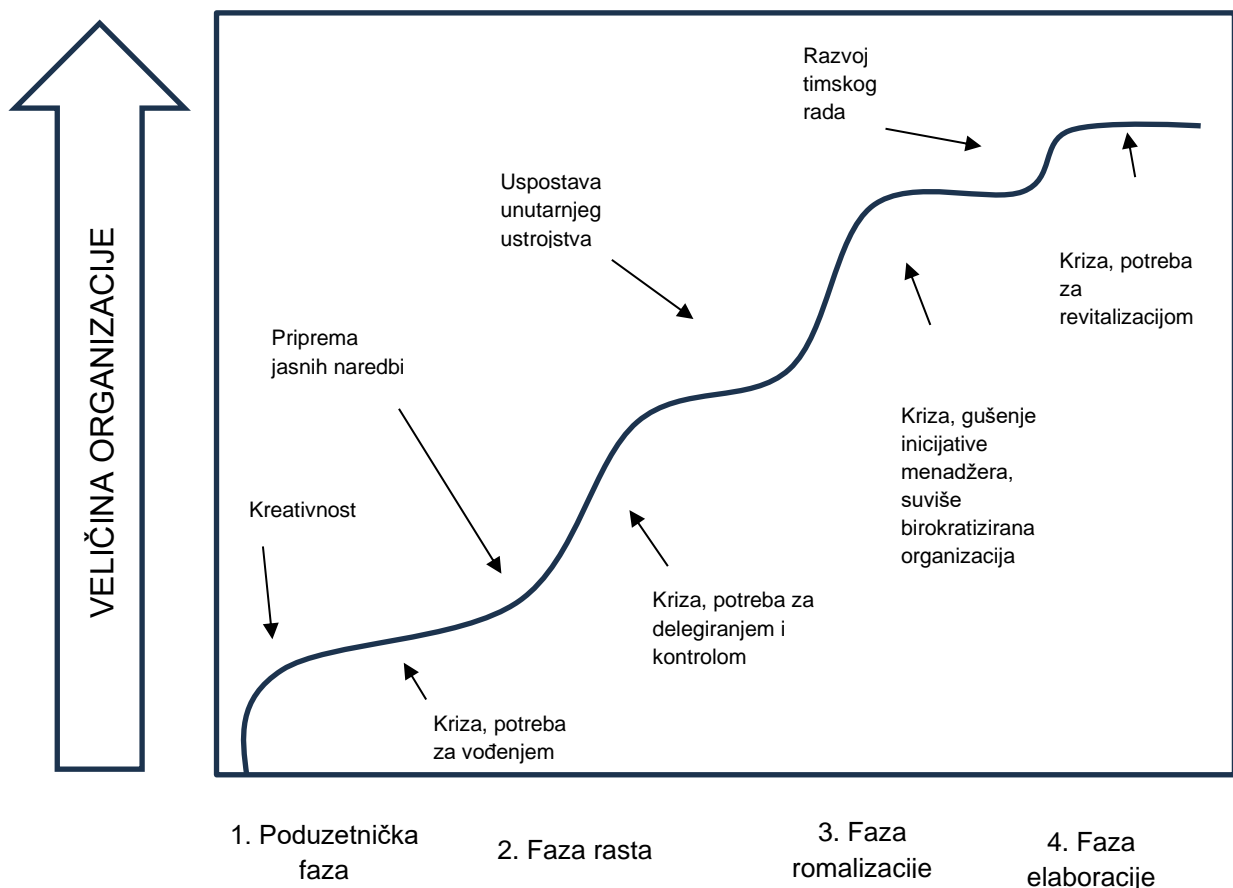 VELIČINA ORGANIZACIJE
Razvoj
timskog
rada
Uspostava
unutarnjeg
ustrojstva
Kriza, potreba
za
revitalizacijom
Priprema
jasnih naredbi
Kriza, gušenje
inicijative
menadžera,
suviše
birokratizirana
organizacija
Kreativnost
Kriza, potreba za
delegiranjem i
kontrolom
Kriza, potreba
za vođenjem
1. Poduzetnička
faza
2. Faza rasta
3. Faza
romalizacije
4. Faza
elaboracije